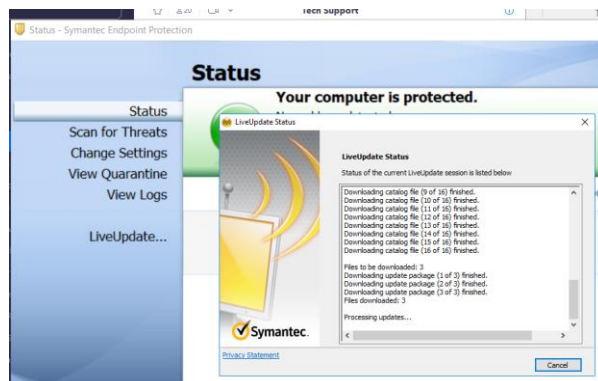 20
Tech Support
Status - Symantec Endpoint Protection
Status
Your computer is protected.
Status
Scan for Threats
Change Settings
View Quarantine
View Logs
LiveUpdate...
LiveUpdate Status
LiveUpdate Status
Status of the current LiveUpdate session is listed below
Downloading catalog file (9 of 16) finished.
Downloading catalog file (10 of 16) finished.
Downloading catalog file (11 of 16) finished.
Downloading catalog file (12 of 16) finished.
Downloading catalog file (13 of 16) finished.
Downloading catalog file (14 of 16) finished.
Downloading catalog file (15 of 16) finished.
Downloading catalog file (16 of 16) finished.
Files to be downloaded: 3
Downloading update package (1 of 3) finished.
Downloading update package (2 of 3) finished.
Downloading update package (3 of 3) finished.
Files downloaded: 3
Processing updates...
Symantec.
Privacy Statement
Cancel